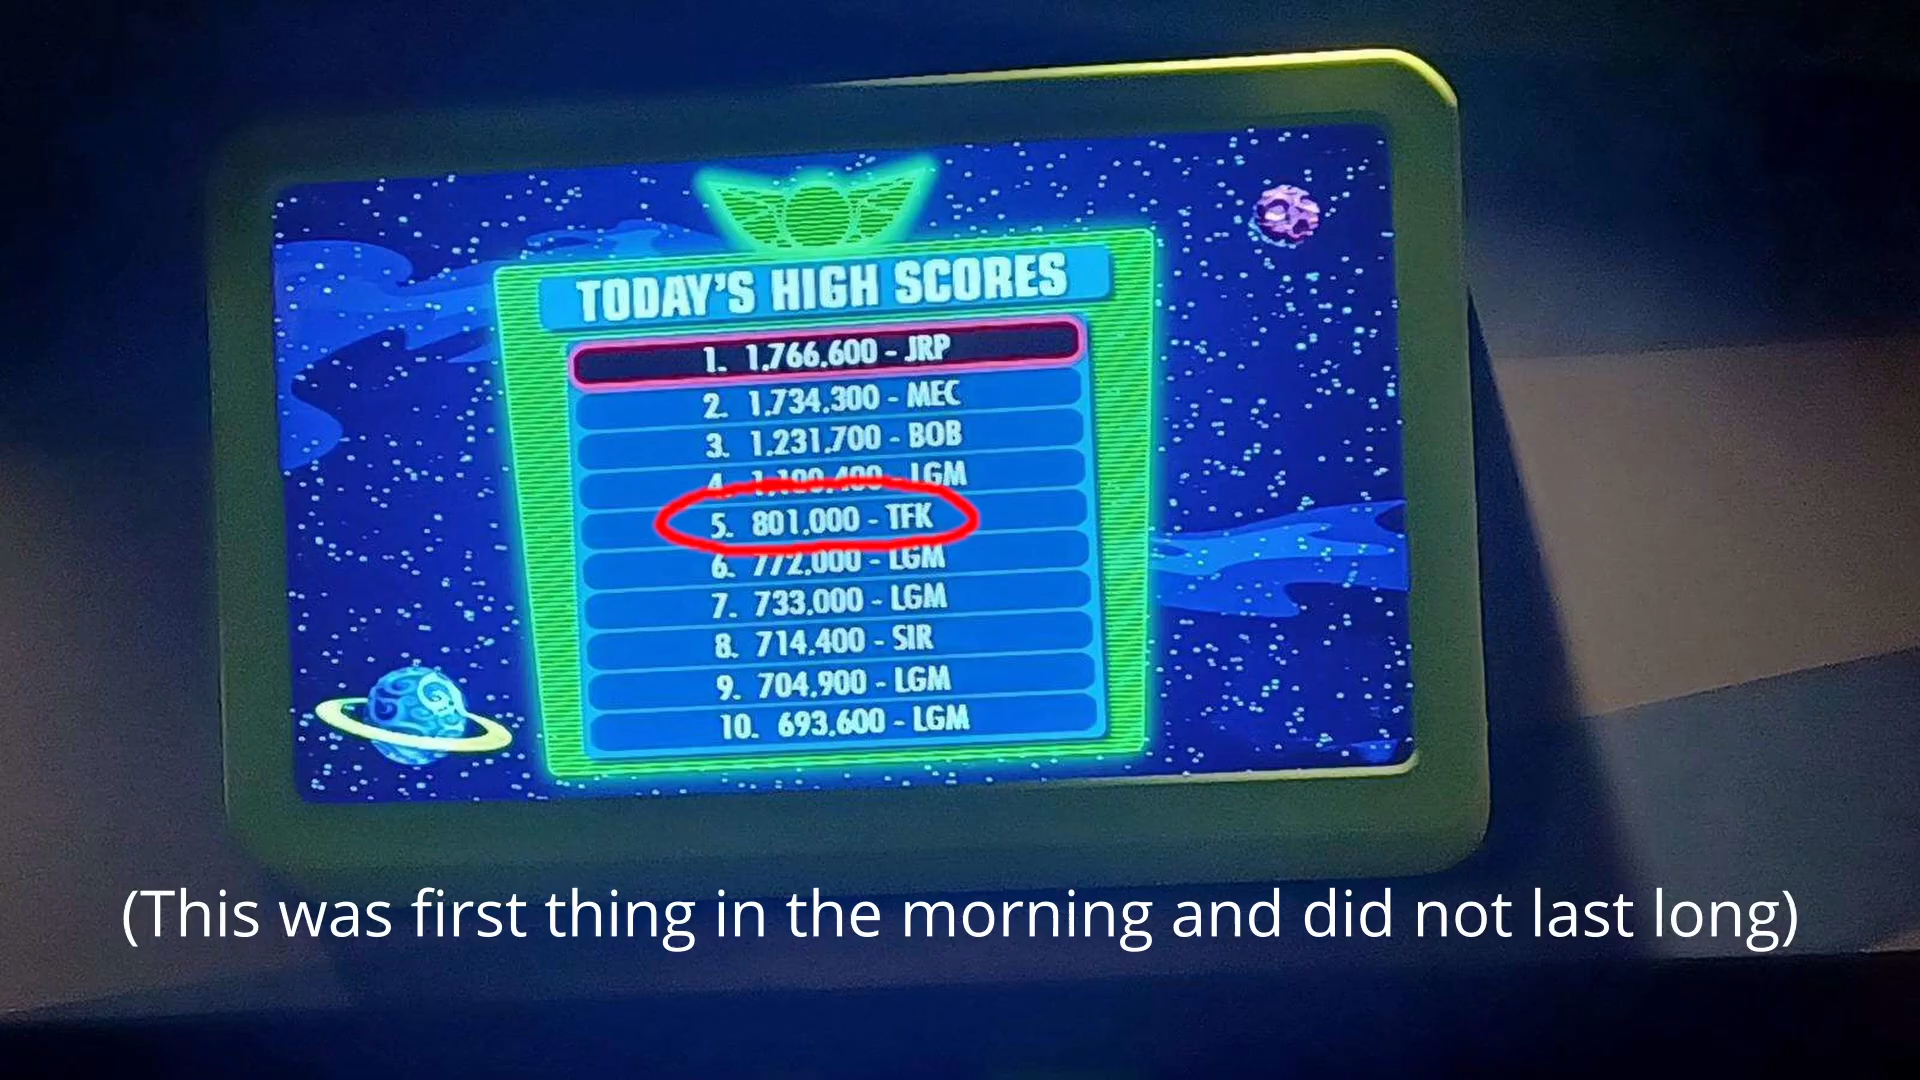 TODAY'S HIGH SCORES
1. 1,766,600 - JRP
2. 1,734,300 - MEC
3. 1,231,700 - BOB
4. - LGM
5. 801,000 - TFK
6. 772,000 - LGM
7. 733,000 - LGM
8. 714,400 - SIR
9. 704,900 - LGM
10. 693,600 - LGM
(This was first thing in the morning and did not last long)